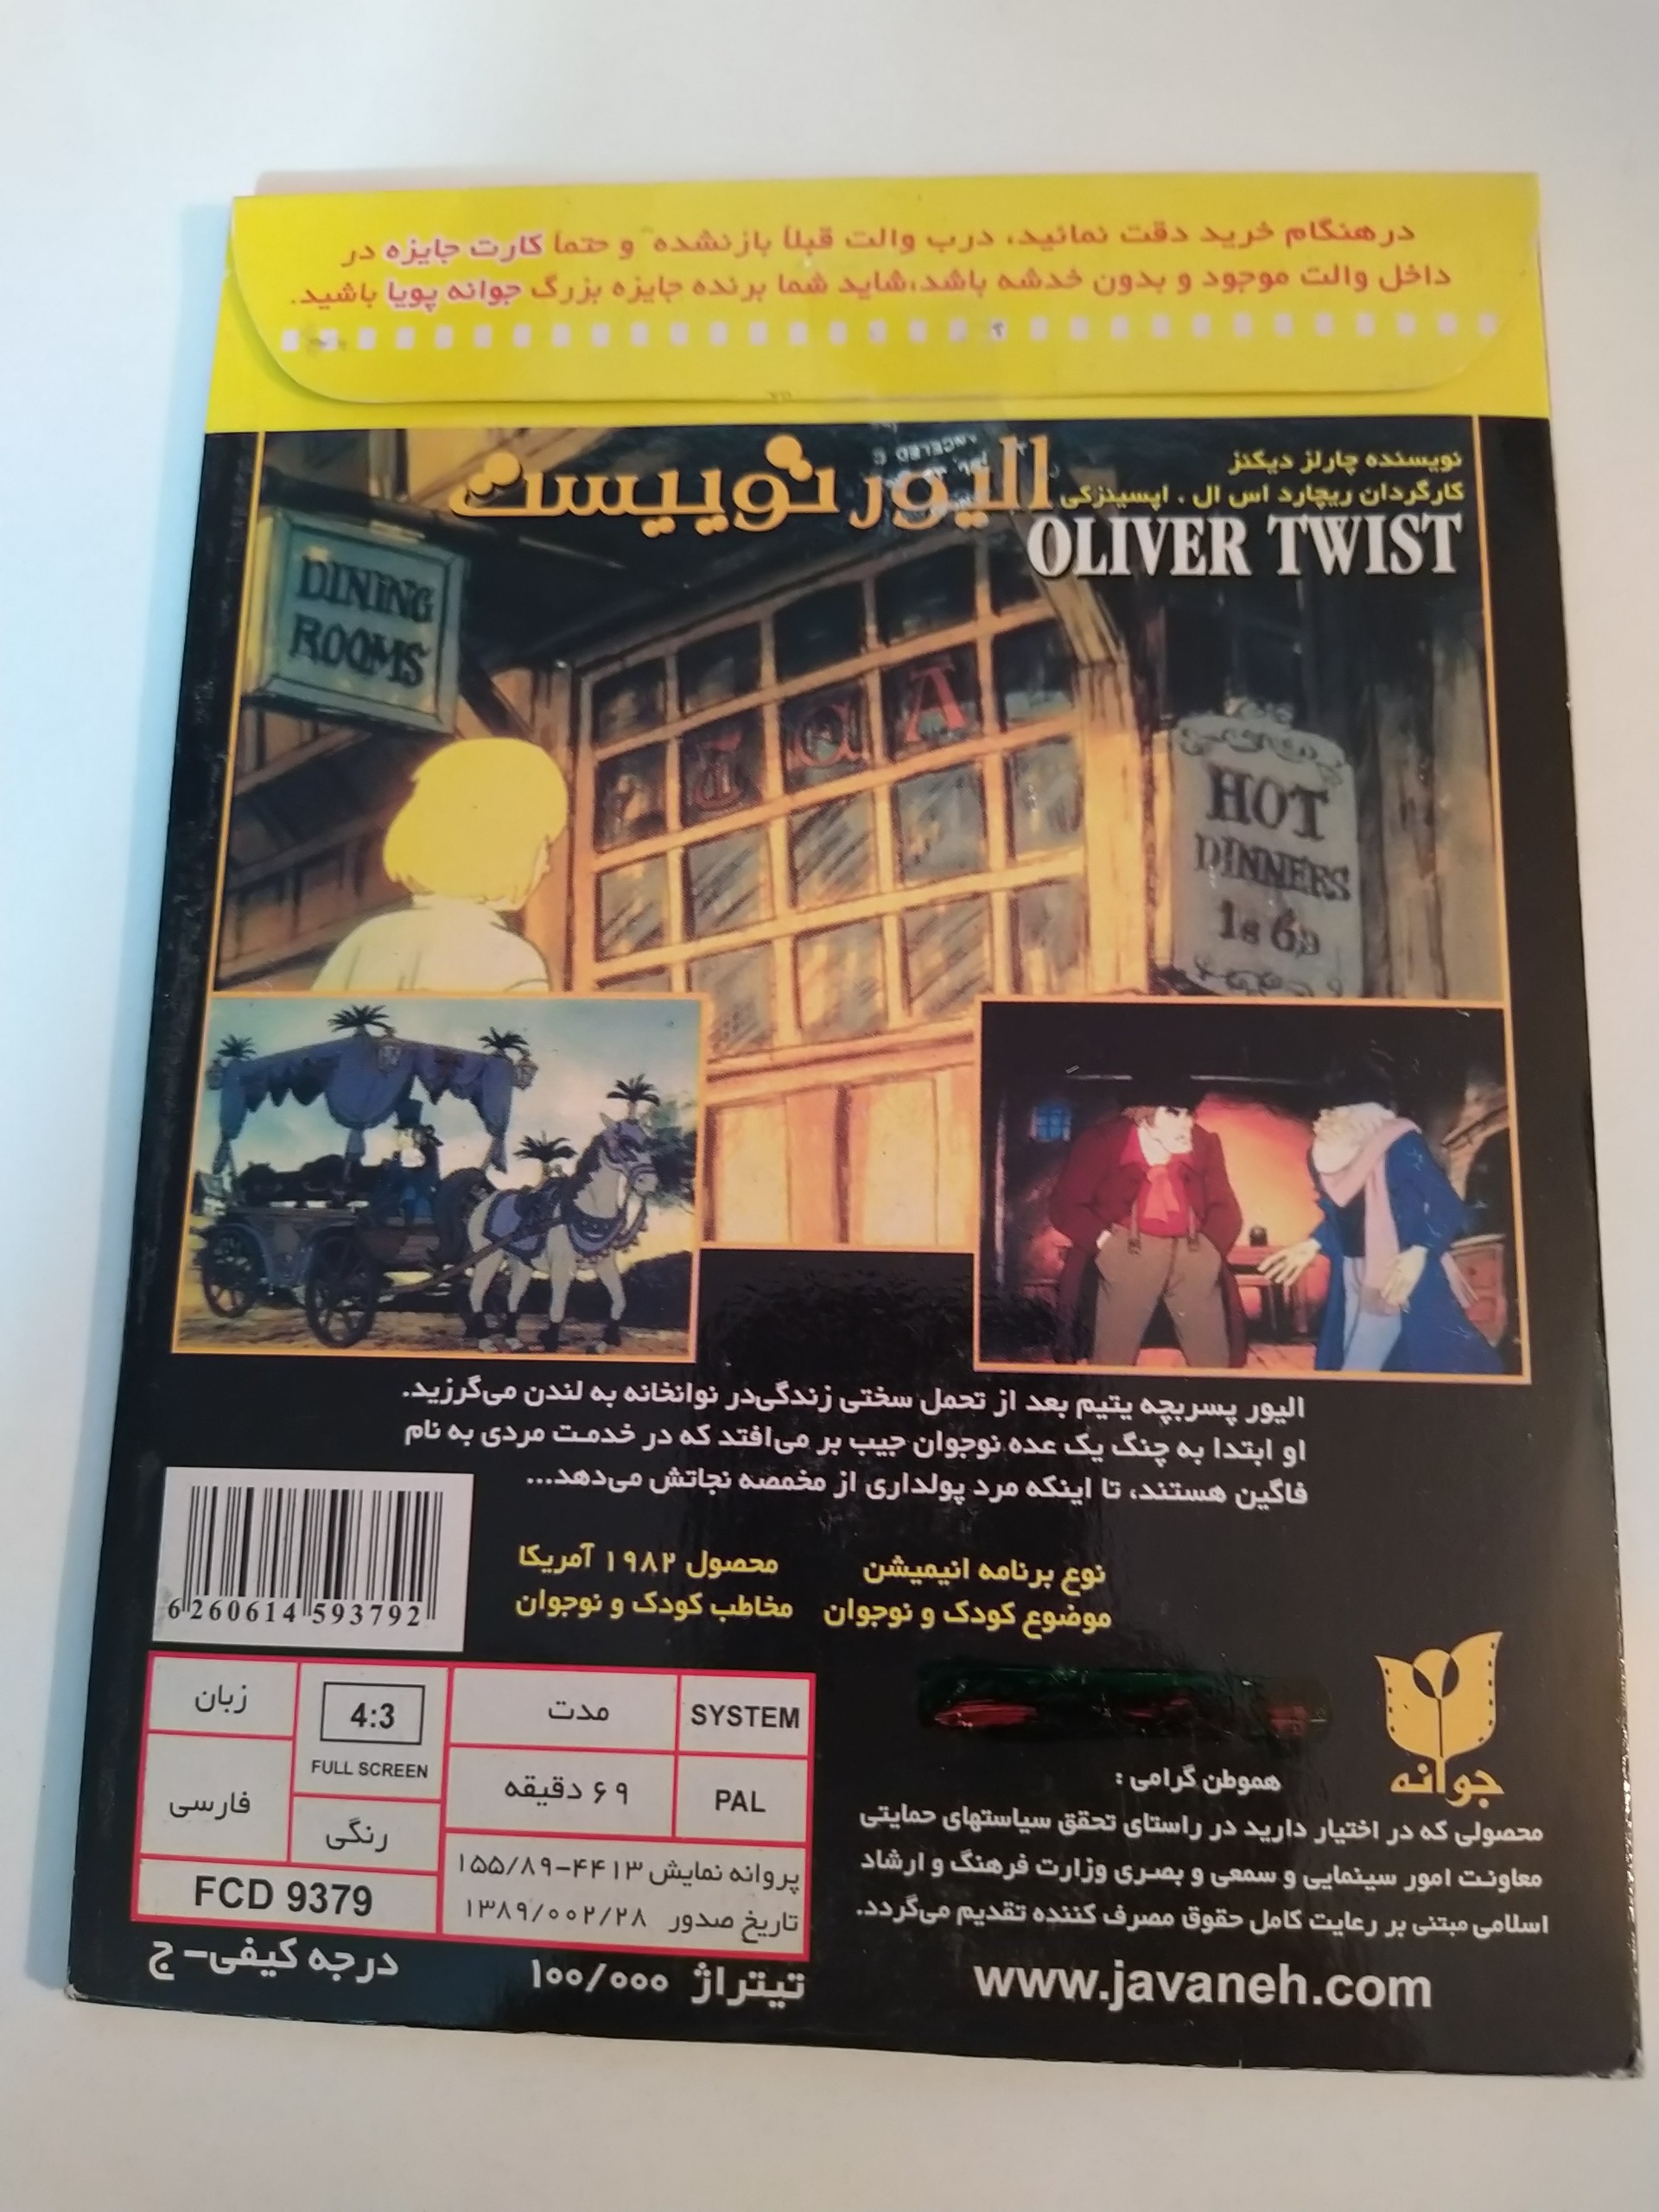 درهنگام خرید دقت نمائید، درب والت قبلاً بازنشده و حتماً کارت جایزه در
داخل والت موجود و بدون خدشه باشد،شاید شما برنده جایزه بزرگ جوانه پویا باشید.
نویسنده چارلز دیکنز
کارگردان ریچارد اس ال . اپسینزکی
الیور توییست
OLIVER TWIST
DINING
ROOMS
HOT
DINNERS
1s 6D
الیور پسربچه یتیم بعد از تحمل سختی زندگی‌در نوانخانه به لندن می‌گرزید.
او ابتدا به چنگ یک عده نوجوان جیب بر می‌افتد که در خدمت مردی به نام
فاگین هستند، تا اینکه مرد پولداری از مخمصه نجاتش می‌دهد...
نوع برنامه انیمیشن
محصول ۱۹۸۲ آمریکا
موضوع کودک و نوجوان
مخاطب کودک و نوجوان
6 260614 593792
SYSTEM
مدت
4:3
FULL SCREEN
زبان
PAL
۶۹ دقیقه
رنگی
فارسی
پروانه نمایش ۴۴۱۳-۱۵۵/۸۹
تاریخ صدور ۱۳۸۹/۰۰۲/۲۸
FCD 9379
تیتراژ ۱۰۰/۰۰۰
درجه کیفی- ج
جوانه
هموطن گرامی :
محصولی که در اختیار دارید در راستای تحقق سیاستهای حمایتی
معاونت امور سینمایی و سمعی و بصری وزارت فرهنگ و ارشاد
اسلامی مبتنی بر رعایت کامل حقوق مصرف کننده تقدیم می‌گردد.
www.javaneh.com